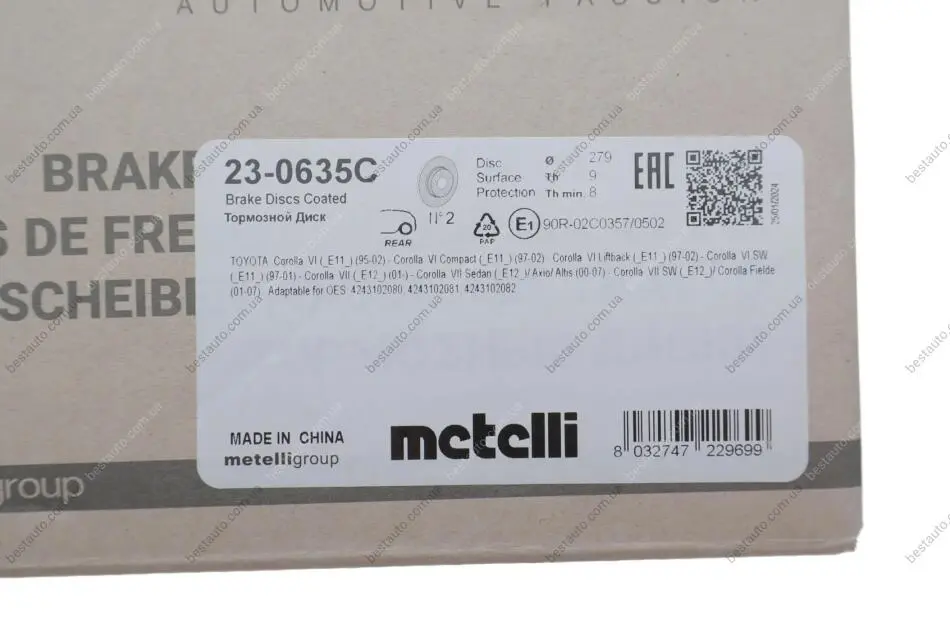 AUTOMOTIVE PASSION
BRAKE
S DE FRE
SCHEIBE
23-0635C
Brake Discs Coated
Тормозной Диск
Disc Ø 279
Surface Th 9
Protection Th min. 8
EAC
25/01/2024
REAR
N° 2
20
PAP
E1 90R-02C0357/0502
TOYOTA Corolla VI (_E11_) (95-02) - Corolla VI Compact (_E11_) (97-02) Corolla VI Liftback (_E11_) (97-02) - Corolla VI SW
(_E11_) (97-01) - Corolla VII (_E12_) (01-) - Corolla VII Sedan (_E12_)/ Axio/ Altis (00-07) - Corolla VII SW (_E12_)/ Corolla Fielde
(01-07) Adaptable for OES: 4243102080, 4243102081, 4243102082
MADE IN CHINA
metelligroup
metelli
8 032747 229699
group
bestauto.com.ua